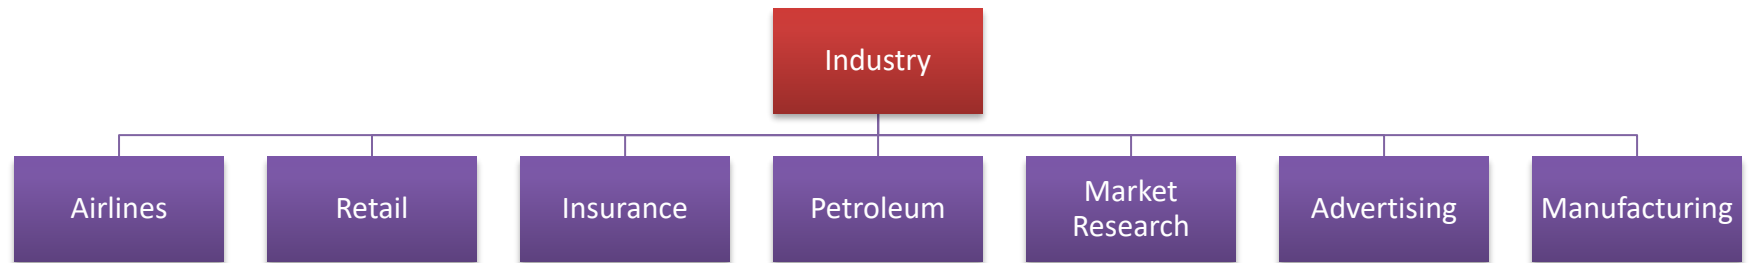 Industry
Airlines
Retail
Insurance
Petroleum
Market
Research
Advertising
Manufacturing